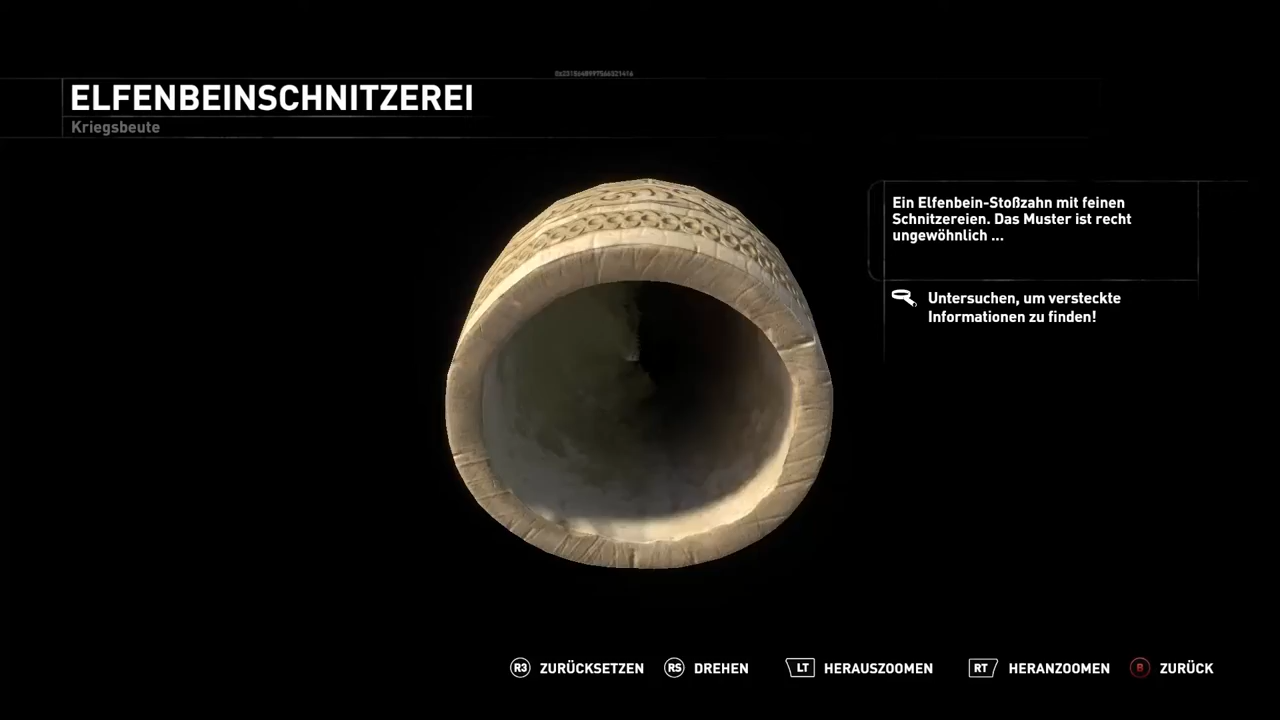 ELFENBEINSCHNITZEREI
Kriegsbeute
Ein Elfenbein-Stoßzahn mit feinen
Schnitzereien. Das Muster ist recht
ungewöhnlich ...
Untersuchen, um versteckte
Informationen zu finden!
R3 ZURÜCKSETZEN RS DREHEN LT HERAUSZOOMEN RT HERANZOOMEN B ZURÜCK